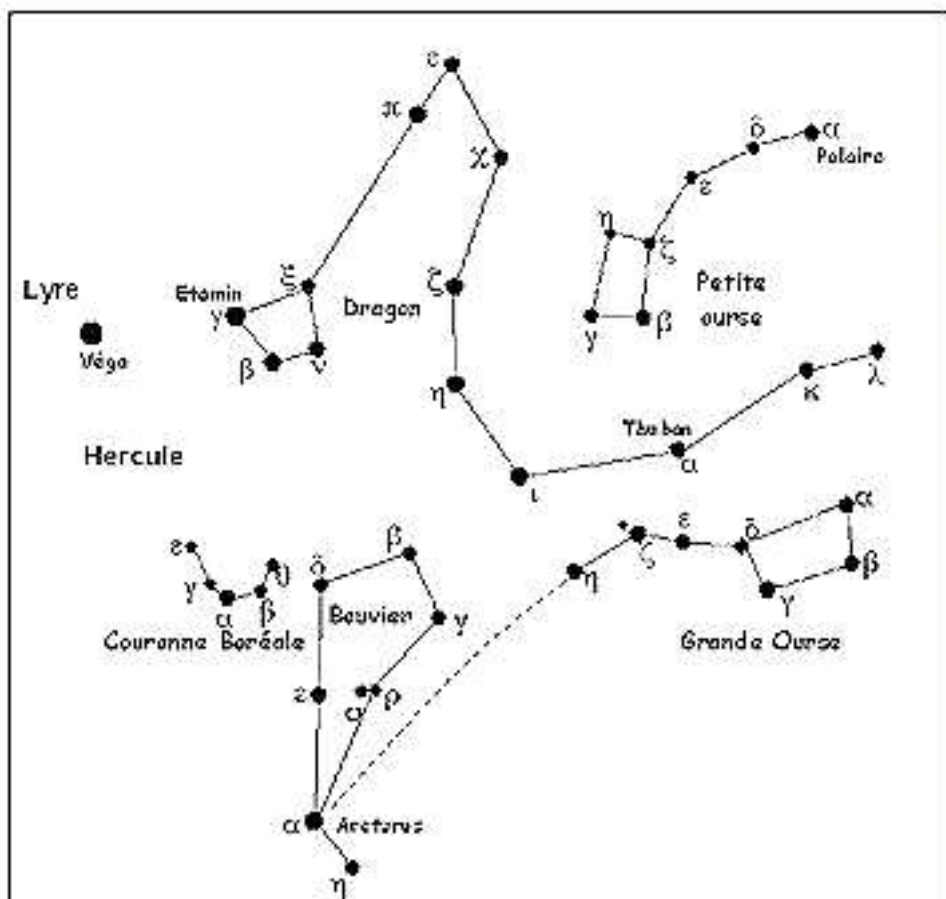 ε
π
χ
δ
α
Polaire
ε
η
ζ
ξ
Etamin
γ
Dragon
ζ
Petite
ourse
Lyre
Véga
β
ν
γ
β
η
κ
λ
Hercule
Thuban
α
ι
α
ε
δ
ε
β
δ
ζ
η
β
γ
θ
γ
α
β
Bouvier
γ
Couronne Boréale
Grande Ourse
ε
σ
ρ
α
Arcturus
η